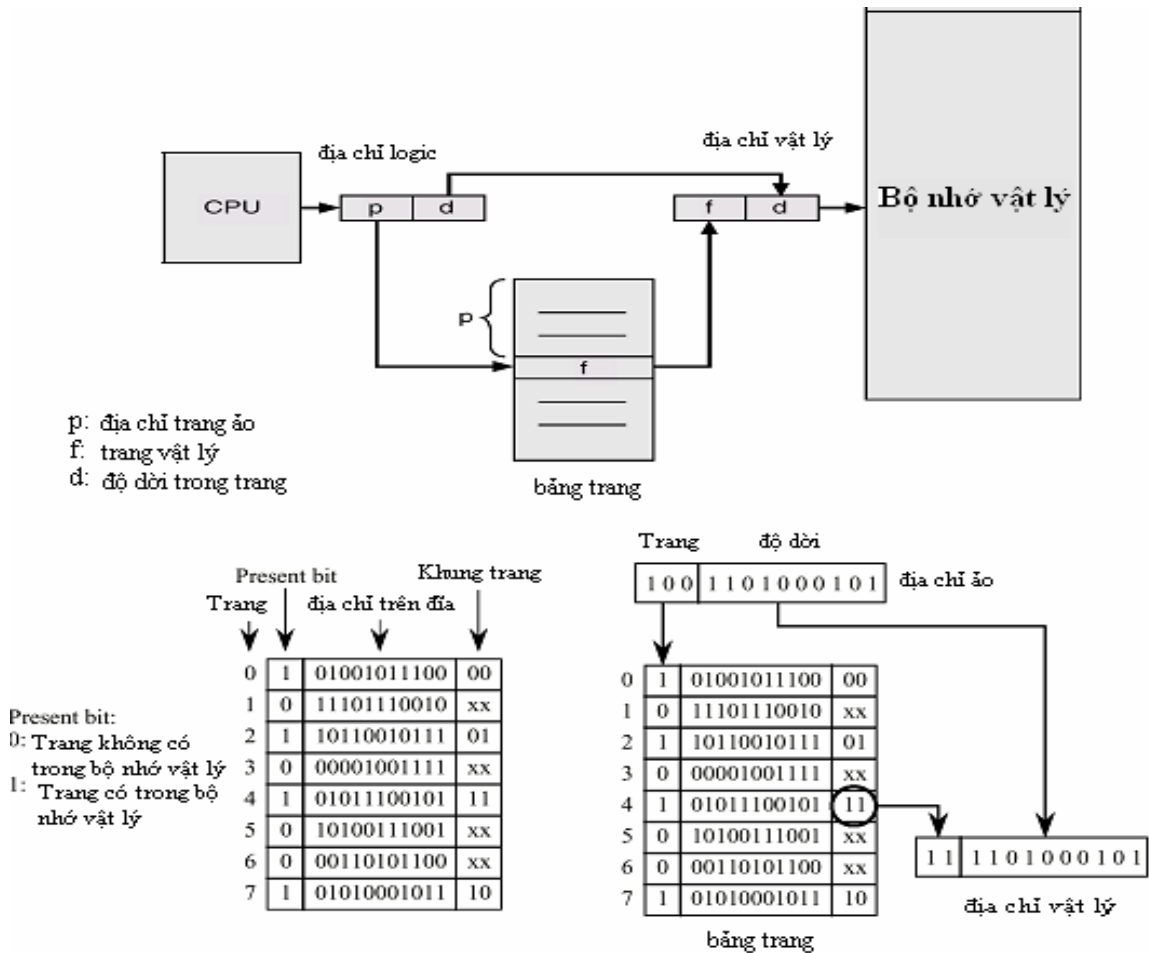 địa chỉ logic
địa chỉ vật lý
CPU
p d
f d
Bộ nhớ vật lý
p
f
p: địa chỉ trang ảo
f: trang vật lý
d: độ dời trong trang
bảng trang
Present bit
Khung trang
Trang
địa chỉ trên đĩa
0 1 01001011100 00
1 0 11101110010 xx
2 1 10110010111 01
3 0 00001001111 xx
4 1 01011100101 11
5 0 10100111001 xx
6 0 00110101100 xx
7 1 01010001011 10
Present bit:
0: Trang không có
trong bộ nhớ vật lý
1: Trang có trong bộ
nhớ vật lý
Trang
độ dời
1 0 0 1 1 0 1 0 0 0 1 0 1
địa chỉ ảo
0 1 01001011100 00
1 0 11101110010 xx
2 1 10110010111 01
3 0 00001001111 xx
4 1 01011100101 11
5 0 10100111001 xx
6 0 00110101100 xx
7 1 01010001011 10
bảng trang
1 1 1 1 0 1 0 0 0 1 0 1
địa chỉ vật lý